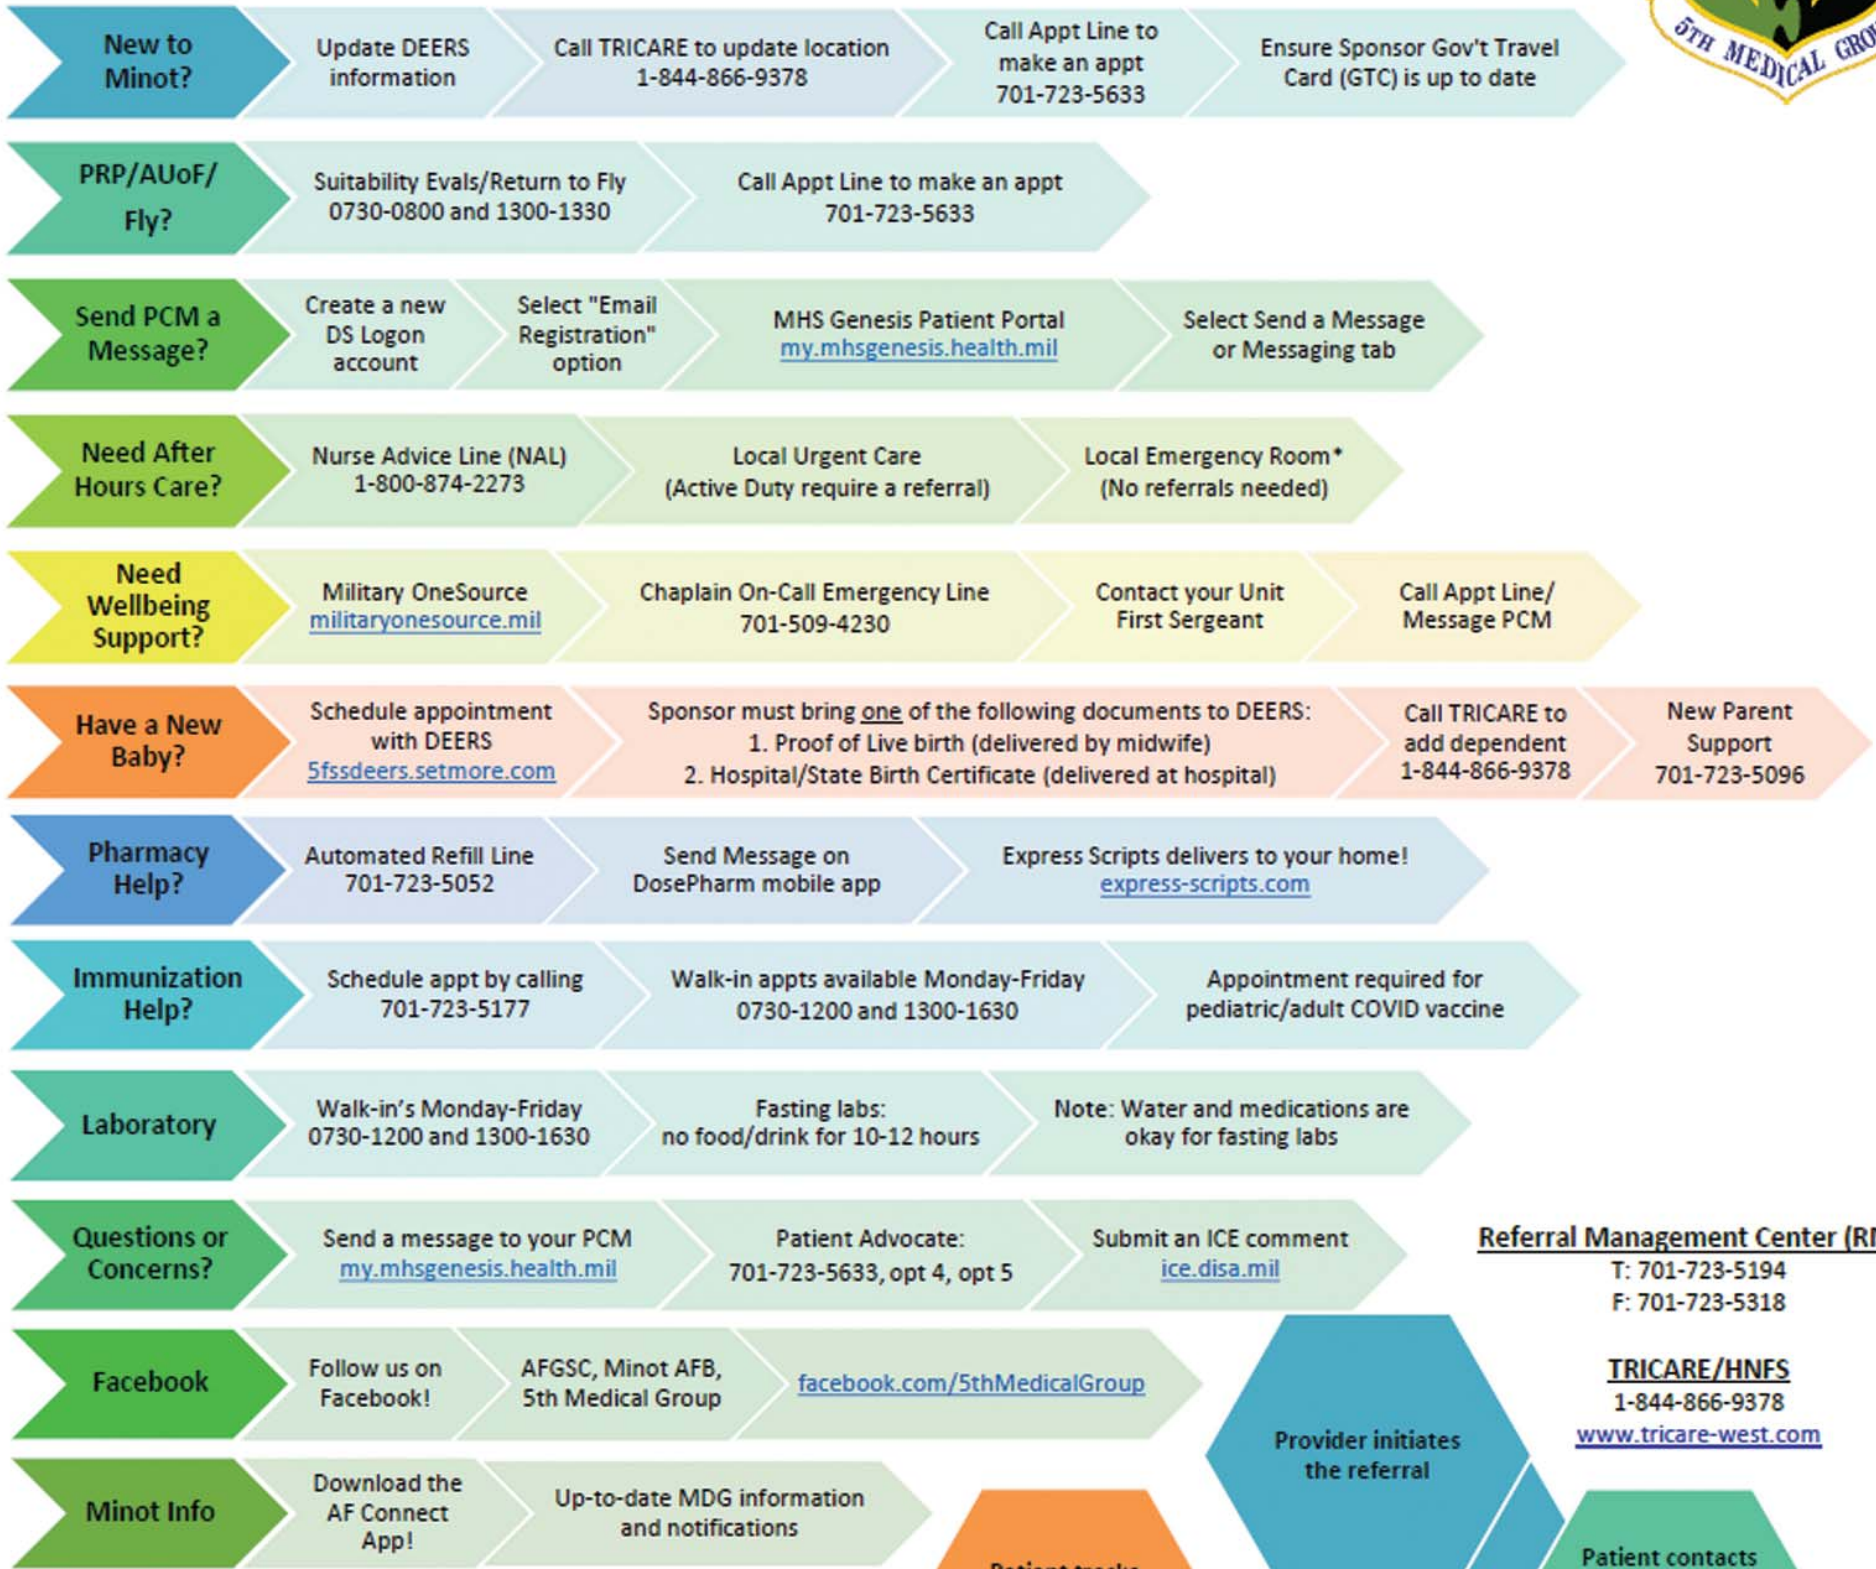 5TH MEDICAL
New to
Minot?
Update DEERS
information
Call TRICARE to update location
1-844-866-9378
Call Appt Line to
make an appt
701-723-5633
Ensure Sponsor Gov't Travel
Card (GTC) is up to date
PRP/AUoF/
Fly?
Suitability Evals/Return to Fly
0730-0800 and 1300-1330
Call Appt Line to make an appt
701-723-5633
Send PCM a
Message?
Create a new
DS Logon
account
Select "Email
Registration"
option
MHS Genesis Patient Portal
my.mhsgenesis.health.mil
Select Send a Message
or Messaging tab
Need After
Hours Care?
Nurse Advice Line (NAL)
1-800-874-2273
Local Urgent Care
(Active Duty require a referral)
Local Emergency Room*
(No referrals needed)
Need
Wellbeing
Support?
Military OneSource
militaryonesource.mil
Chaplain On-Call Emergency Line
701-509-4230
Contact your Unit
First Sergeant
Call Appt Line/
Message PCM
Have a New
Baby?
Schedule appointment
with DEERS
5fssdeers.setmore.com
Sponsor must bring one of the following documents to DEERS:
1. Proof of Live birth (delivered by midwife)
2. Hospital/State Birth Certificate (delivered at hospital)
Call TRICARE to
add dependent
1-844-866-9378
New Parent
Support
701-723-5096
Pharmacy
Help?
Automated Refill Line
701-723-5052
Send Message on
DosePharm mobile app
Express Scripts delivers to your home!
express-scripts.com
Immunization
Help?
Schedule appt by calling
701-723-5177
Walk-in appts available Monday-Friday
0730-1200 and 1300-1630
Appointment required for
pediatric/adult COVID vaccine
Laboratory
Walk-in's Monday-Friday
0730-1200 and 1300-1630
Fasting labs:
no food/drink for 10-12 hours
Note: Water and medications are
okay for fasting labs
Questions or
Concerns?
Send a message to your PCM
my.mhsgenesis.health.mil
Patient Advocate:
701-723-5633, opt 4, opt 5
Submit an ICE comment
ice.disa.mil
Referral Management Center
T: 701-723-5194
F: 701-723-5318
TRICARE/HNFS
1-844-866-9378
www.tricare-west.com
Facebook
Follow us on
Facebook!
AFGSC, Minot AFB,
5th Medical Group
facebook.com/5thMedicalGroup
Provider initiates
the referral
Minot Info
Download the
AF Connect
App!
Up-to-date MDG information
and notifications
Patient tracks
Patient contacts